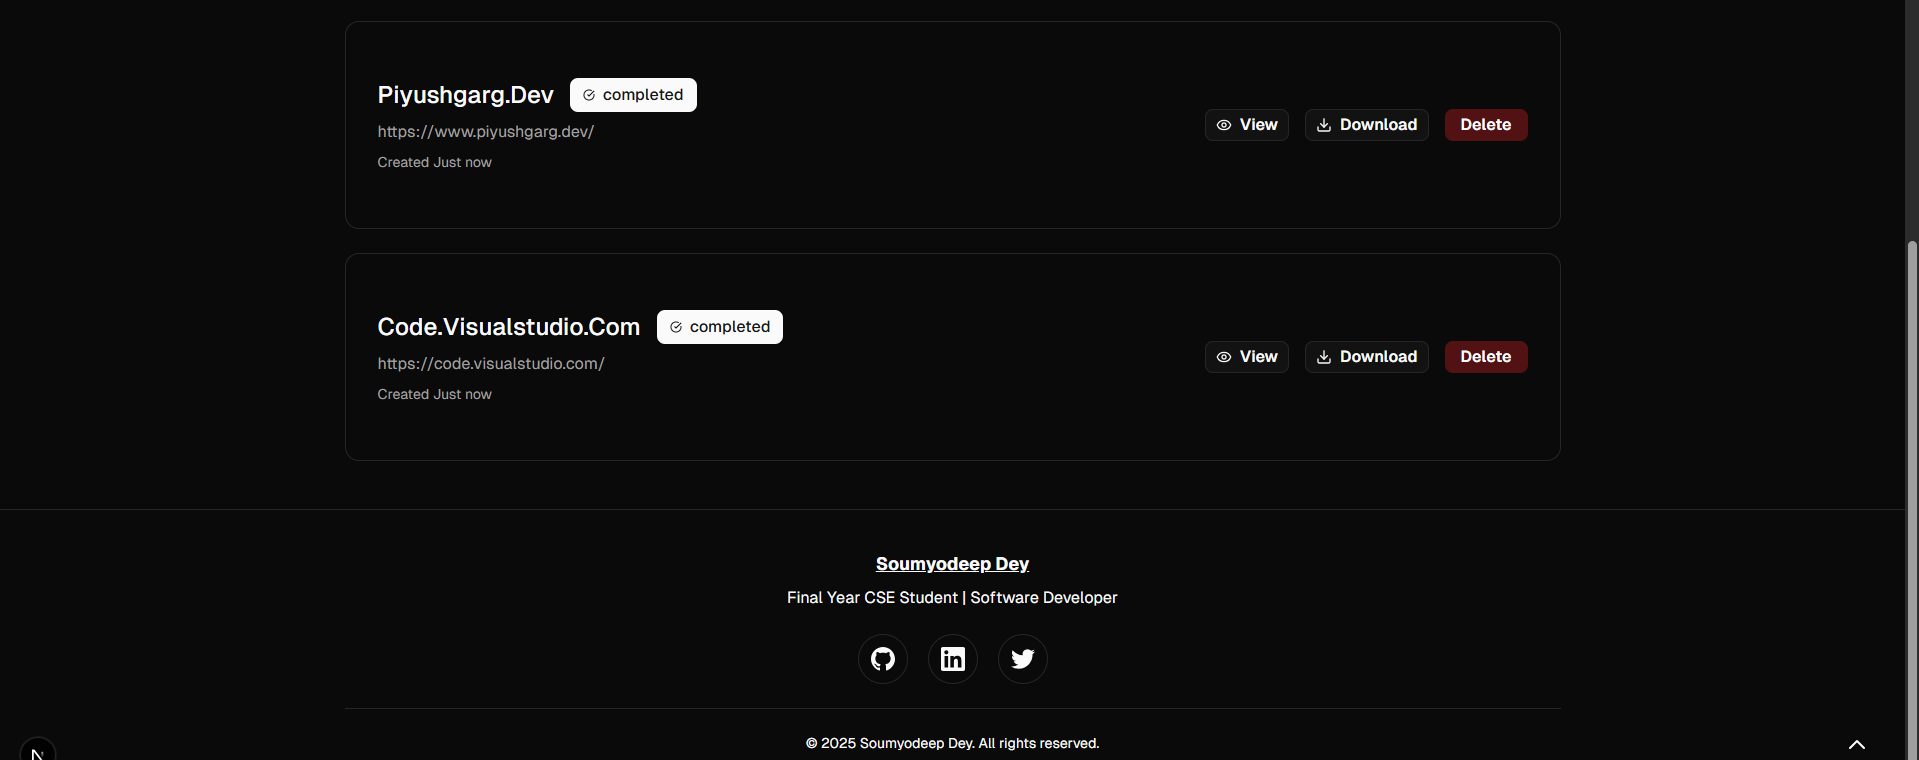 Piyushgarg.Dev completed
https://www.piyushgarg.dev/
Created Just now
View Download Delete
Code.Visualstudio.Com completed
https://code.visualstudio.com/
Created Just now
View Download Delete
Soumyodeep Dey
Final Year CSE Student | Software Developer
in
© 2025 Soumyodeep Dey. All rights reserved.
N